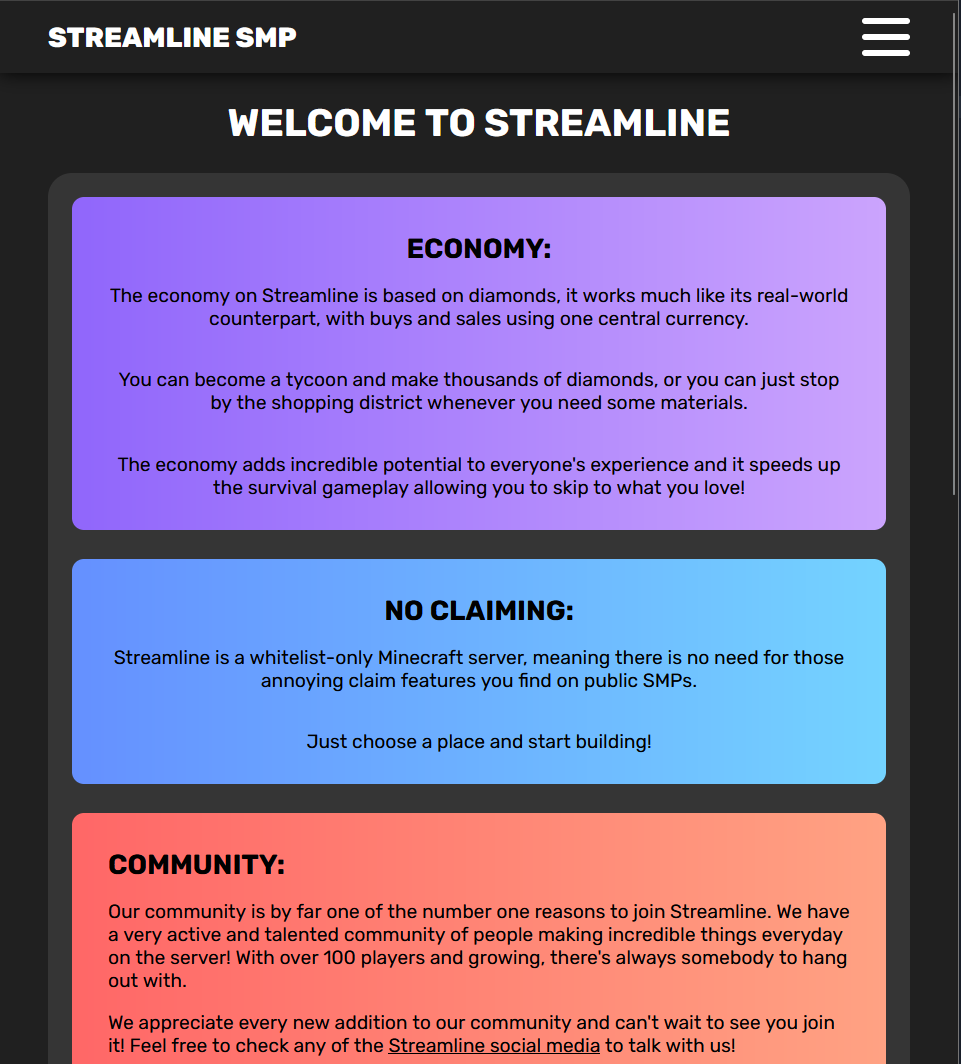 STREAMLINE SMP
WELCOME TO STREAMLINE
ECONOMY:
The economy on Streamline is based on diamonds, it works much like its real-world
counterpart, with buys and sales using one central currency.
You can become a tycoon and make thousands of diamonds, or you can just stop
by the shopping district whenever you need some materials.
The economy adds incredible potential to everyone's experience and it speeds up
the survival gameplay allowing you to skip to what you love!
NO CLAIMING:
Streamline is a whitelist-only Minecraft server, meaning there is no need for those
annoying claim features you find on public SMPs.
Just choose a place and start building!
COMMUNITY:
Our community is by far one of the number one reasons to join Streamline. We have
a very active and talented community of people making incredible things everyday
on the server! With over 100 players and growing, there's always somebody to hang
out with.
We appreciate every new addition to our community and can't wait to see you join
it! Feel free to check any of the Streamline social media to talk with us!